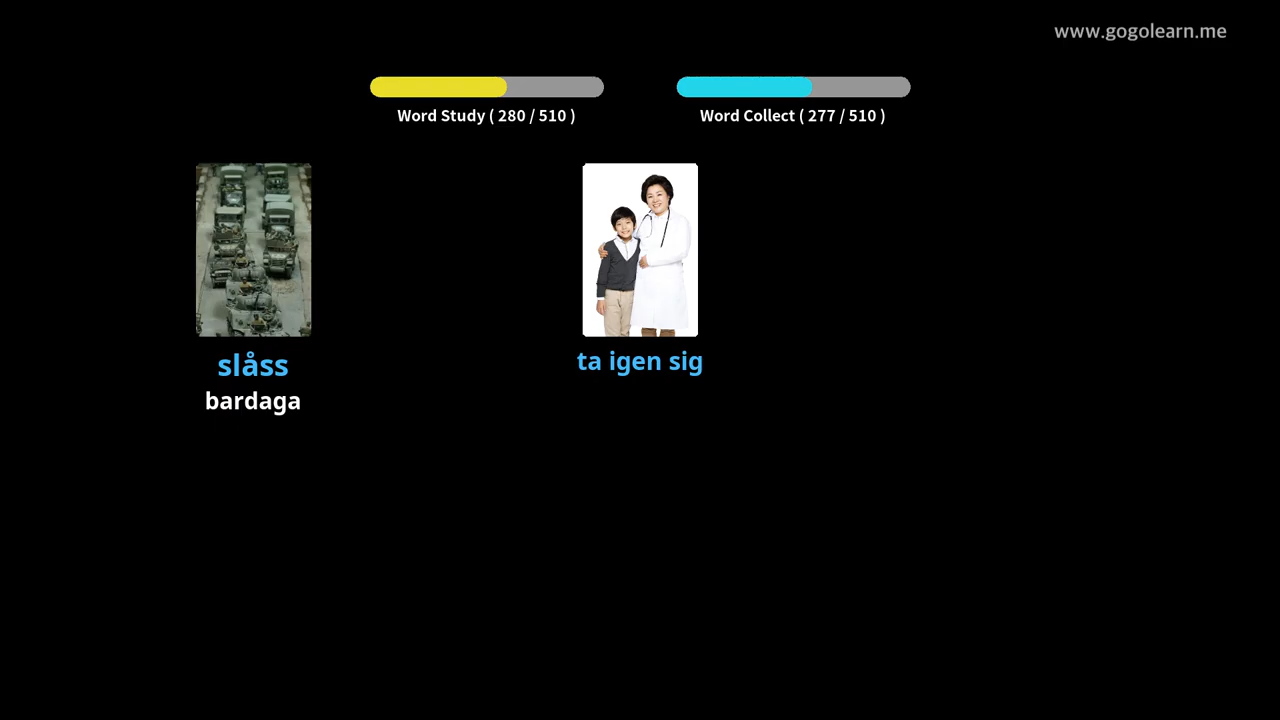 www.gogolearn.me
Word Study ( 280 / 510 )
Word Collect ( 277 / 510 )
slåss
bardaga
ta igen sig